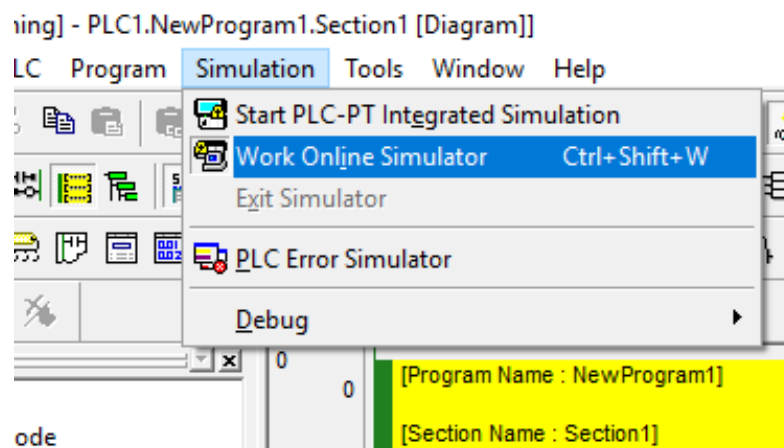 ning] - PLC1.NewProgram1.Section1 [Diagram]]
LC Program Simulation Tools Window Help
Start PLC-PT Integrated Simulation
Work Online Simulator Ctrl+Shift+W
Exit Simulator
PLC Error Simulator
Debug
0
0
[Program Name : NewProgram1]
[Section Name : Section1]
ode